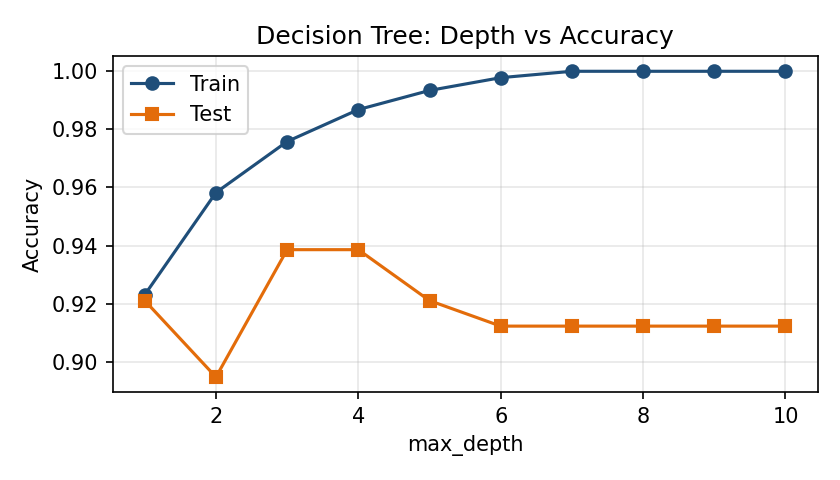 Decision Tree: Depth vs Accuracy
Train
Test
Accuracy
1.00
0.98
0.96
0.94
0.92
0.90
2 4 6 8 10
max_depth